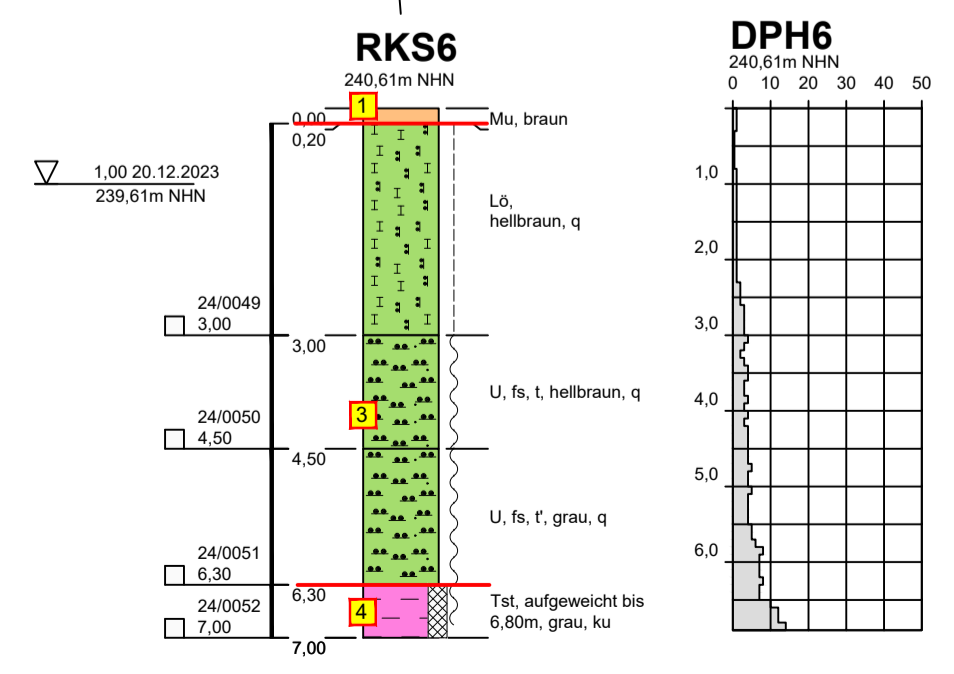 RKS6
240,61m NHN
DPH6
240,61m NHN
0 10 20 30 40 50
1
0,00
0,20
Mu, braun
1,00 20.12.2023
239,61m NHN
Lö,
hellbraun, q
24/0049
3,00
3,00
U, fs, t, hellbraun, q
3
24/0050
4,50
4,50
U, fs, t', grau, q
24/0051
6,30
6,30
24/0052
7,00
4
Tst, aufgeweicht bis
6,80m, grau, ku
7,00
1,0
2,0
3,0
4,0
5,0
6,0